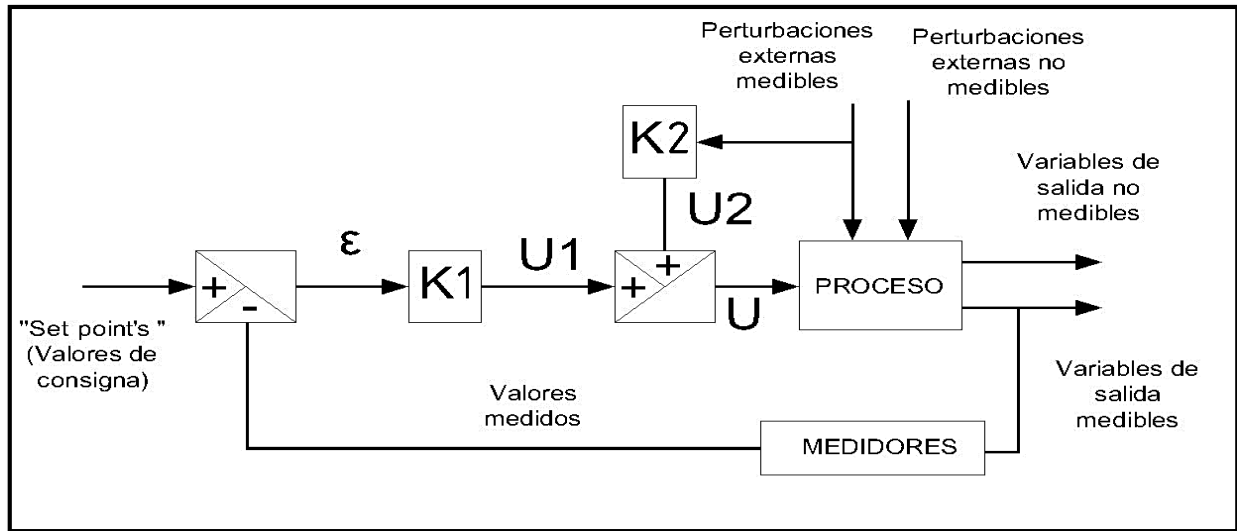 Perturbaciones
externas
medibles
Perturbaciones
externas no
medibles
K2
Variables de
salida no
medibles
U2
ε
+
-
K1
U1
+
+
U
PROCESO
"Set point's "
(Valores de
consigna)
Valores
medidos
Variables de
salida
medibles
MEDIDORES